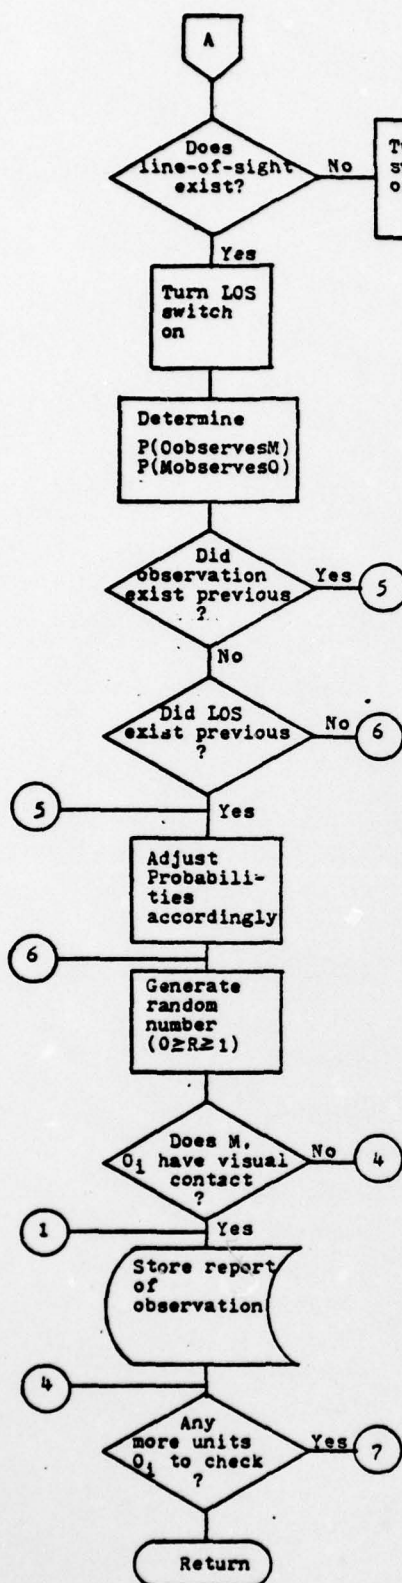 A
Does
line-of-sight
exist?
No
Yes
Turn LOS
switch
on
Determine
P(OobservesM)
P(MobservesO)
Did
observation
exist previous
?
Yes
5
No
Did LOS
exist previous
?
No
6
5
Yes
Adjust
Probabili-
ties
accordingly
6
Generate
random
number
(0≥R≥1)
Does M,
Oi have visual
contact
?
No
4
1
Yes
Store report
of
observation
4
Any
more units
Oi to check
?
Yes
7
Return